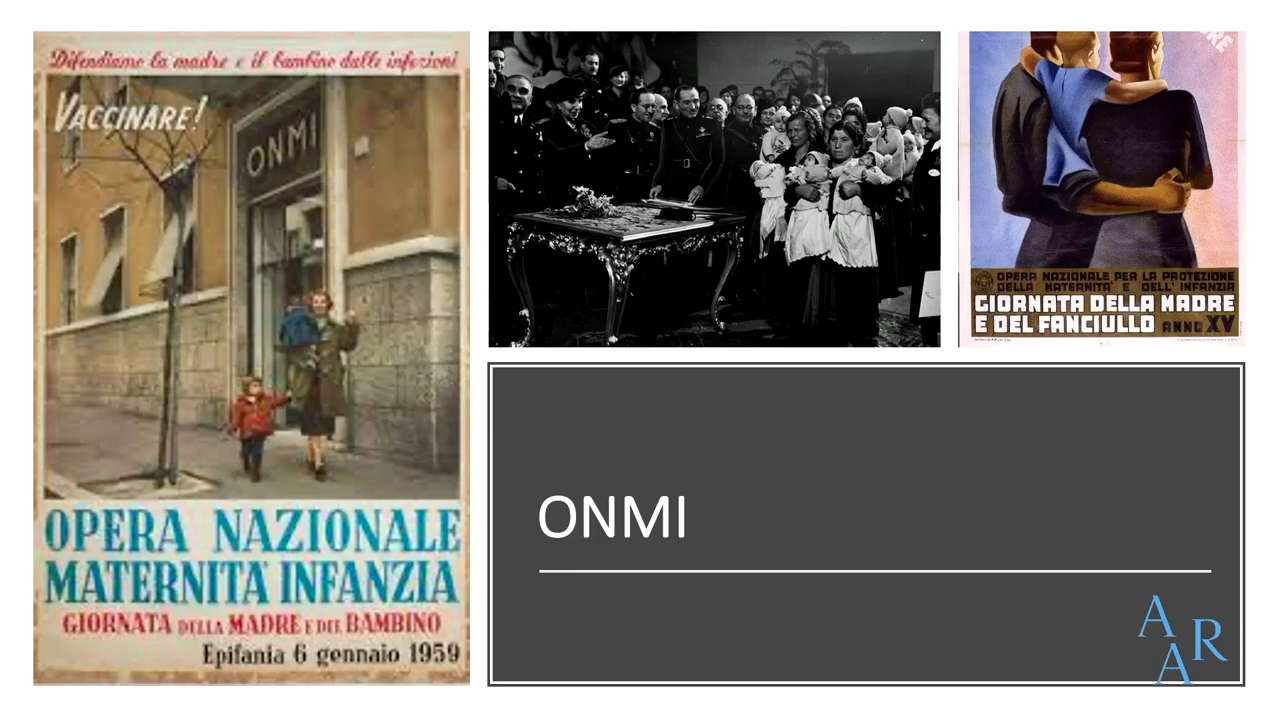 Difendiamo la madre e il bambino dalle infezioni
VACCINARE!
ONMI
OPERA NAZIONALE
MATERNITÀ INFANZIA
GIORNATA DELLA MADRE E DEL BAMBINO
Epifania 6 gennaio 1959
RE
OPERA NAZIONALE PER LA PROTEZIONE
DELLA MATERNITA' E DELL' INFANZIA
GIORNATA DELLA MADRE
E DEL FANCIULLO ANNO XV
ONMI
A
R
A